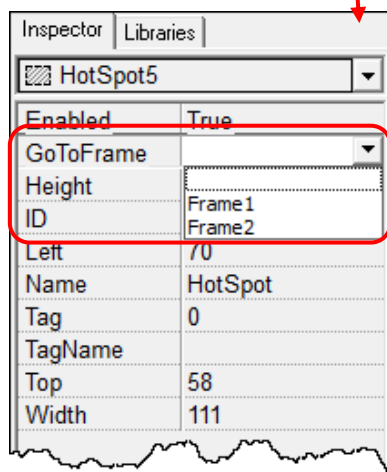 Inspector Libraries
HotSpot5
Enabled True
GoToFrame
Height
Frame1
ID
Frame2
Left 70
Name HotSpot
Tag 0
TagName
Top 58
Width 111